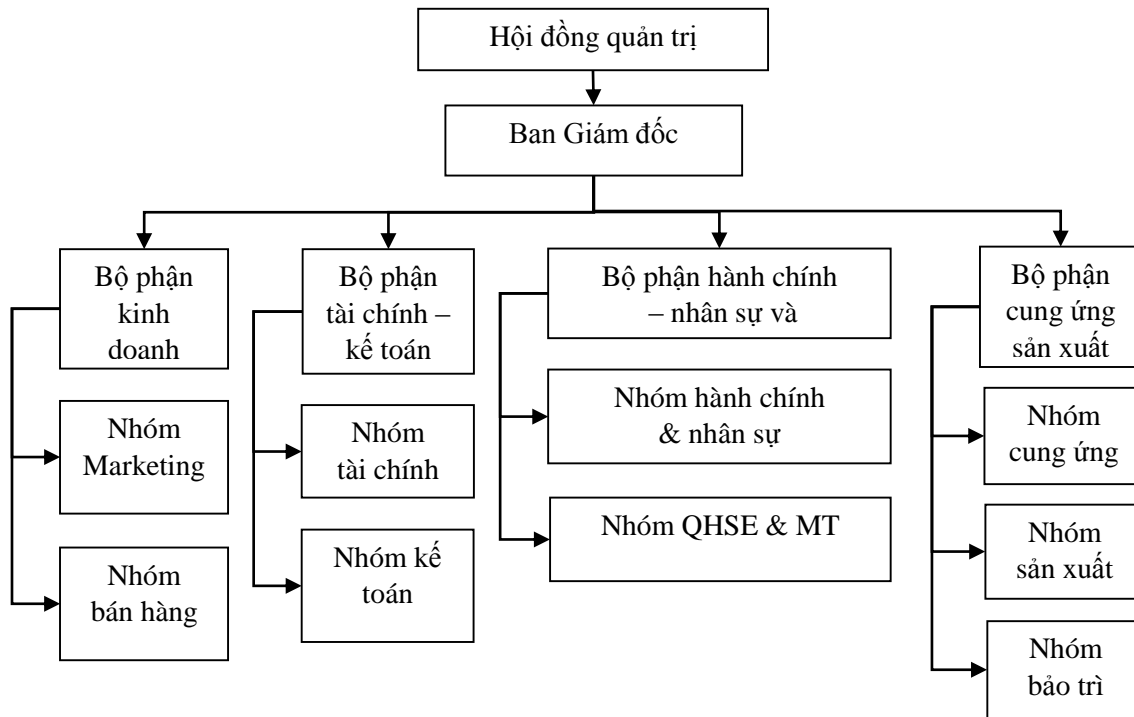 Hội đồng quản trị
Ban Giám đốc
Bộ phận
kinh
doanh
Bộ phận
tài chính –
kế toán
Bộ phận hành chính
– nhân sự và
Bộ phận
cung ứng
sản xuất
Nhóm
Marketing
Nhóm
tài chính
Nhóm hành chính
& nhân sự
Nhóm
cung ứng
Nhóm
bán hàng
Nhóm kế
toán
Nhóm QHSE & MT
Nhóm
sản xuất
Nhóm
bảo trì